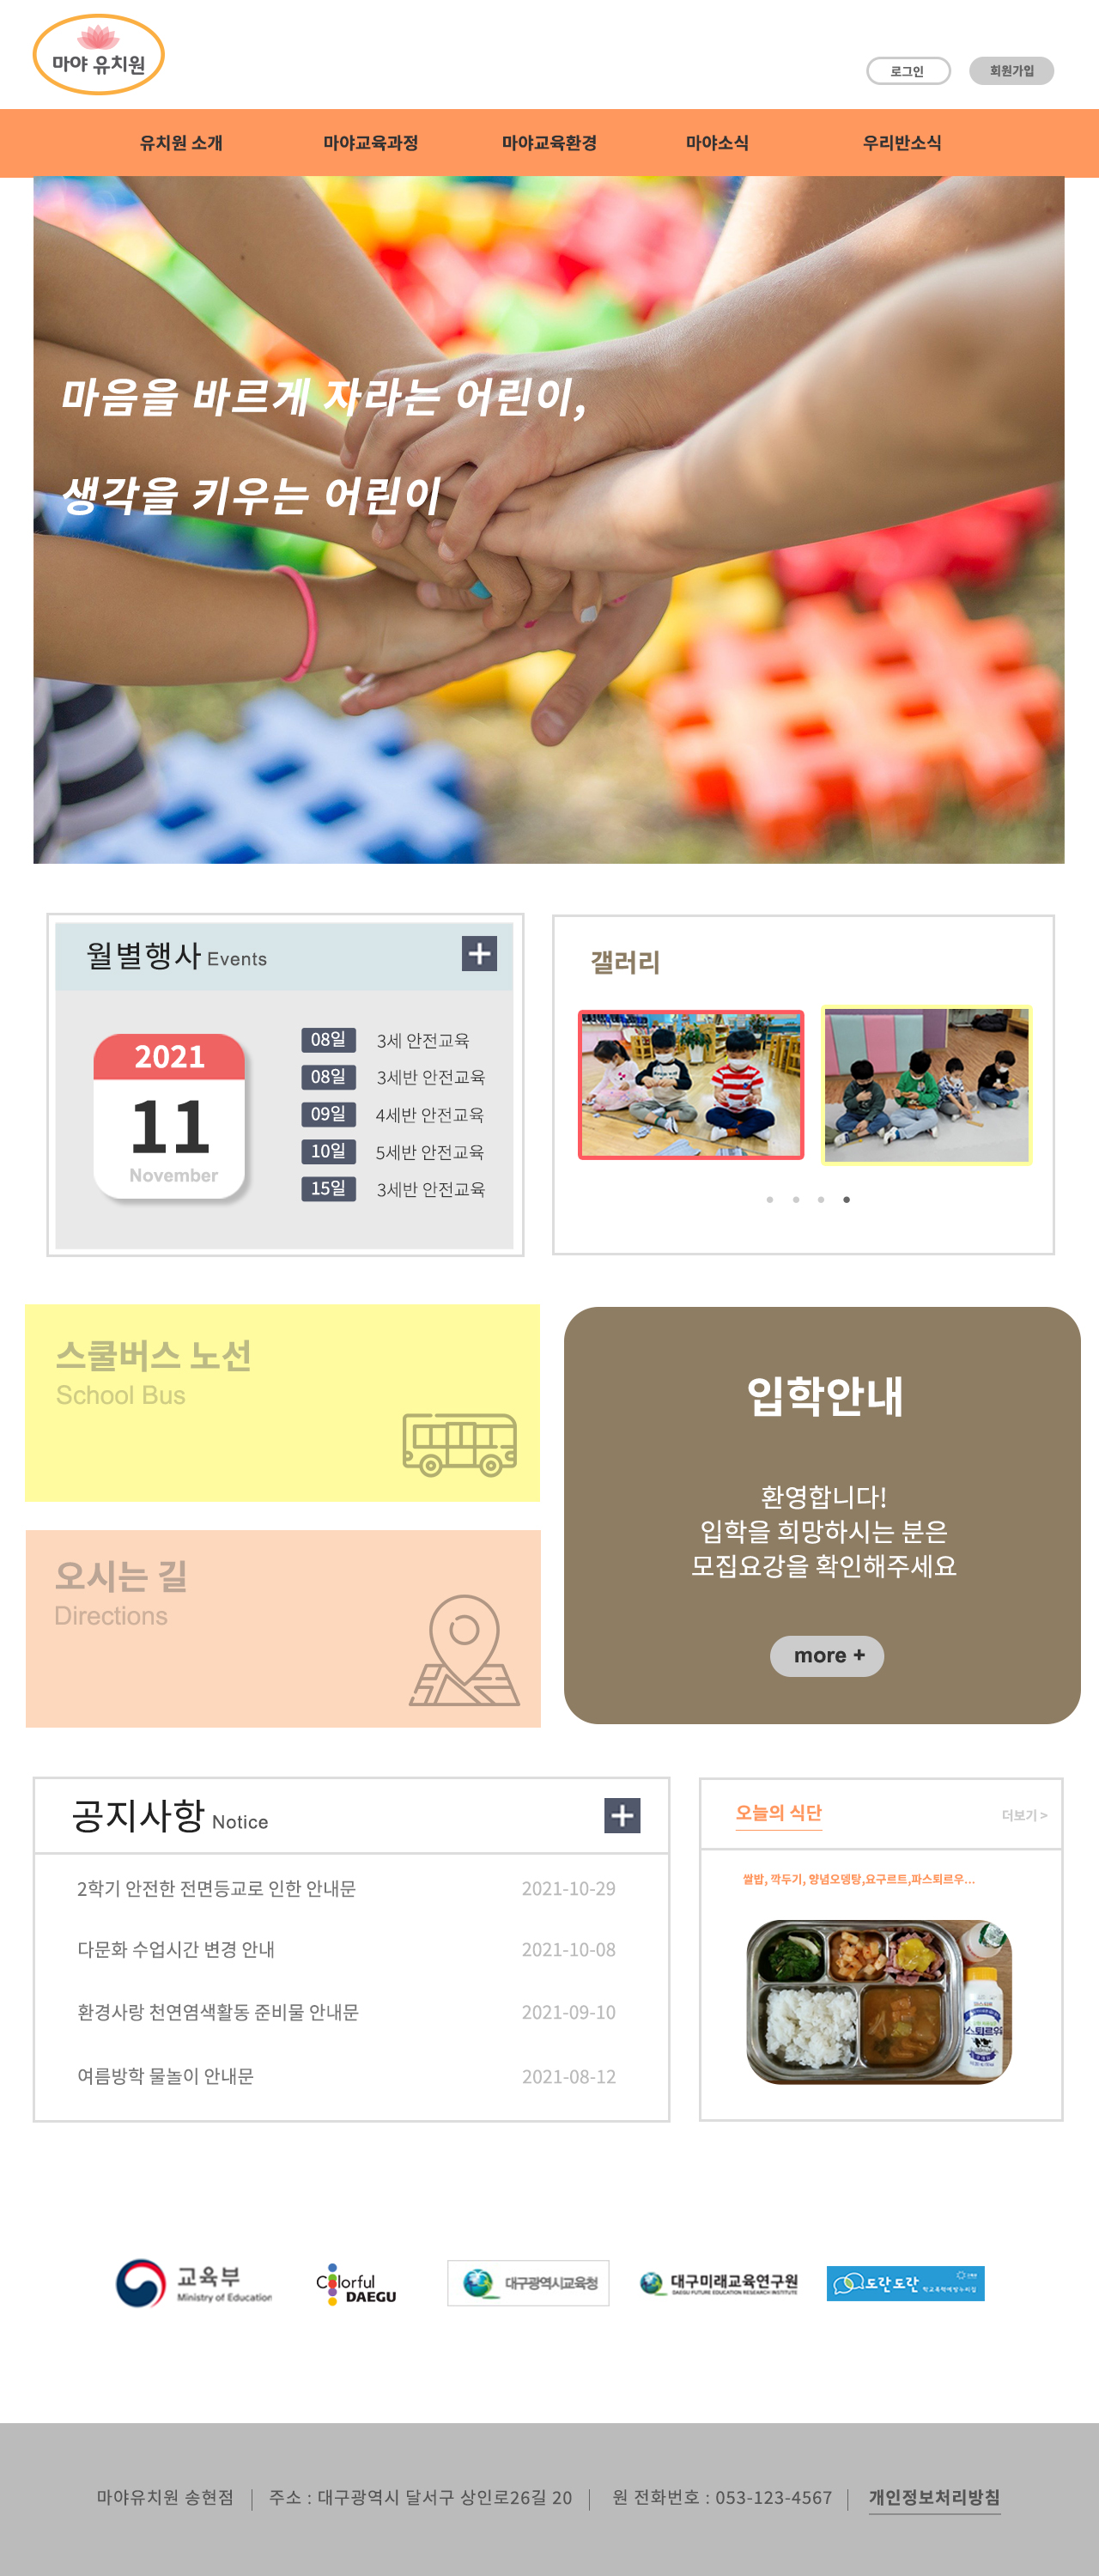 마야 유치원
로그인
회원가입
유치원 소개
마야교육과정
마야교육환경
마야소식
우리반소식
마음을 바르게 자라는 어린이,
생각을 키우는 어린이
월별행사 Events
2021
11
November
08일 3세 안전교육
08일 3세반 안전교육
09일 4세반 안전교육
10일 5세반 안전교육
15일 3세반 안전교육
갤러리
스쿨버스 노선
School Bus
오시는 길
Directions
입학안내
환영합니다!
입학을 희망하시는 분은
모집요강을 확인해주세요
more +
공지사항 Notice
2학기 안전한 전면등교로 인한 안내문 2021-10-29
다문화 수업시간 변경 안내 2021-10-08
환경사랑 천연염색활동 준비물 안내문 2021-09-10
여름방학 물놀이 안내문 2021-08-12
오늘의 식단
더보기 >
쌀밥, 깍두기, 양념오뎅탕,요구르트,파스퇴르우...
스퇴르우
교육부
Ministry of Education
Colorful
DAEGU
대구광역시교육청
대구미래교육연구원
DAEGU FUTURE EDUCATION RESEARCH INSTITUTE
도란도란
마야유치원 송현점
주소 : 대구광역시 달서구 상인로26길 20
원 전화번호 : 053-123-4567
개인정보처리방침